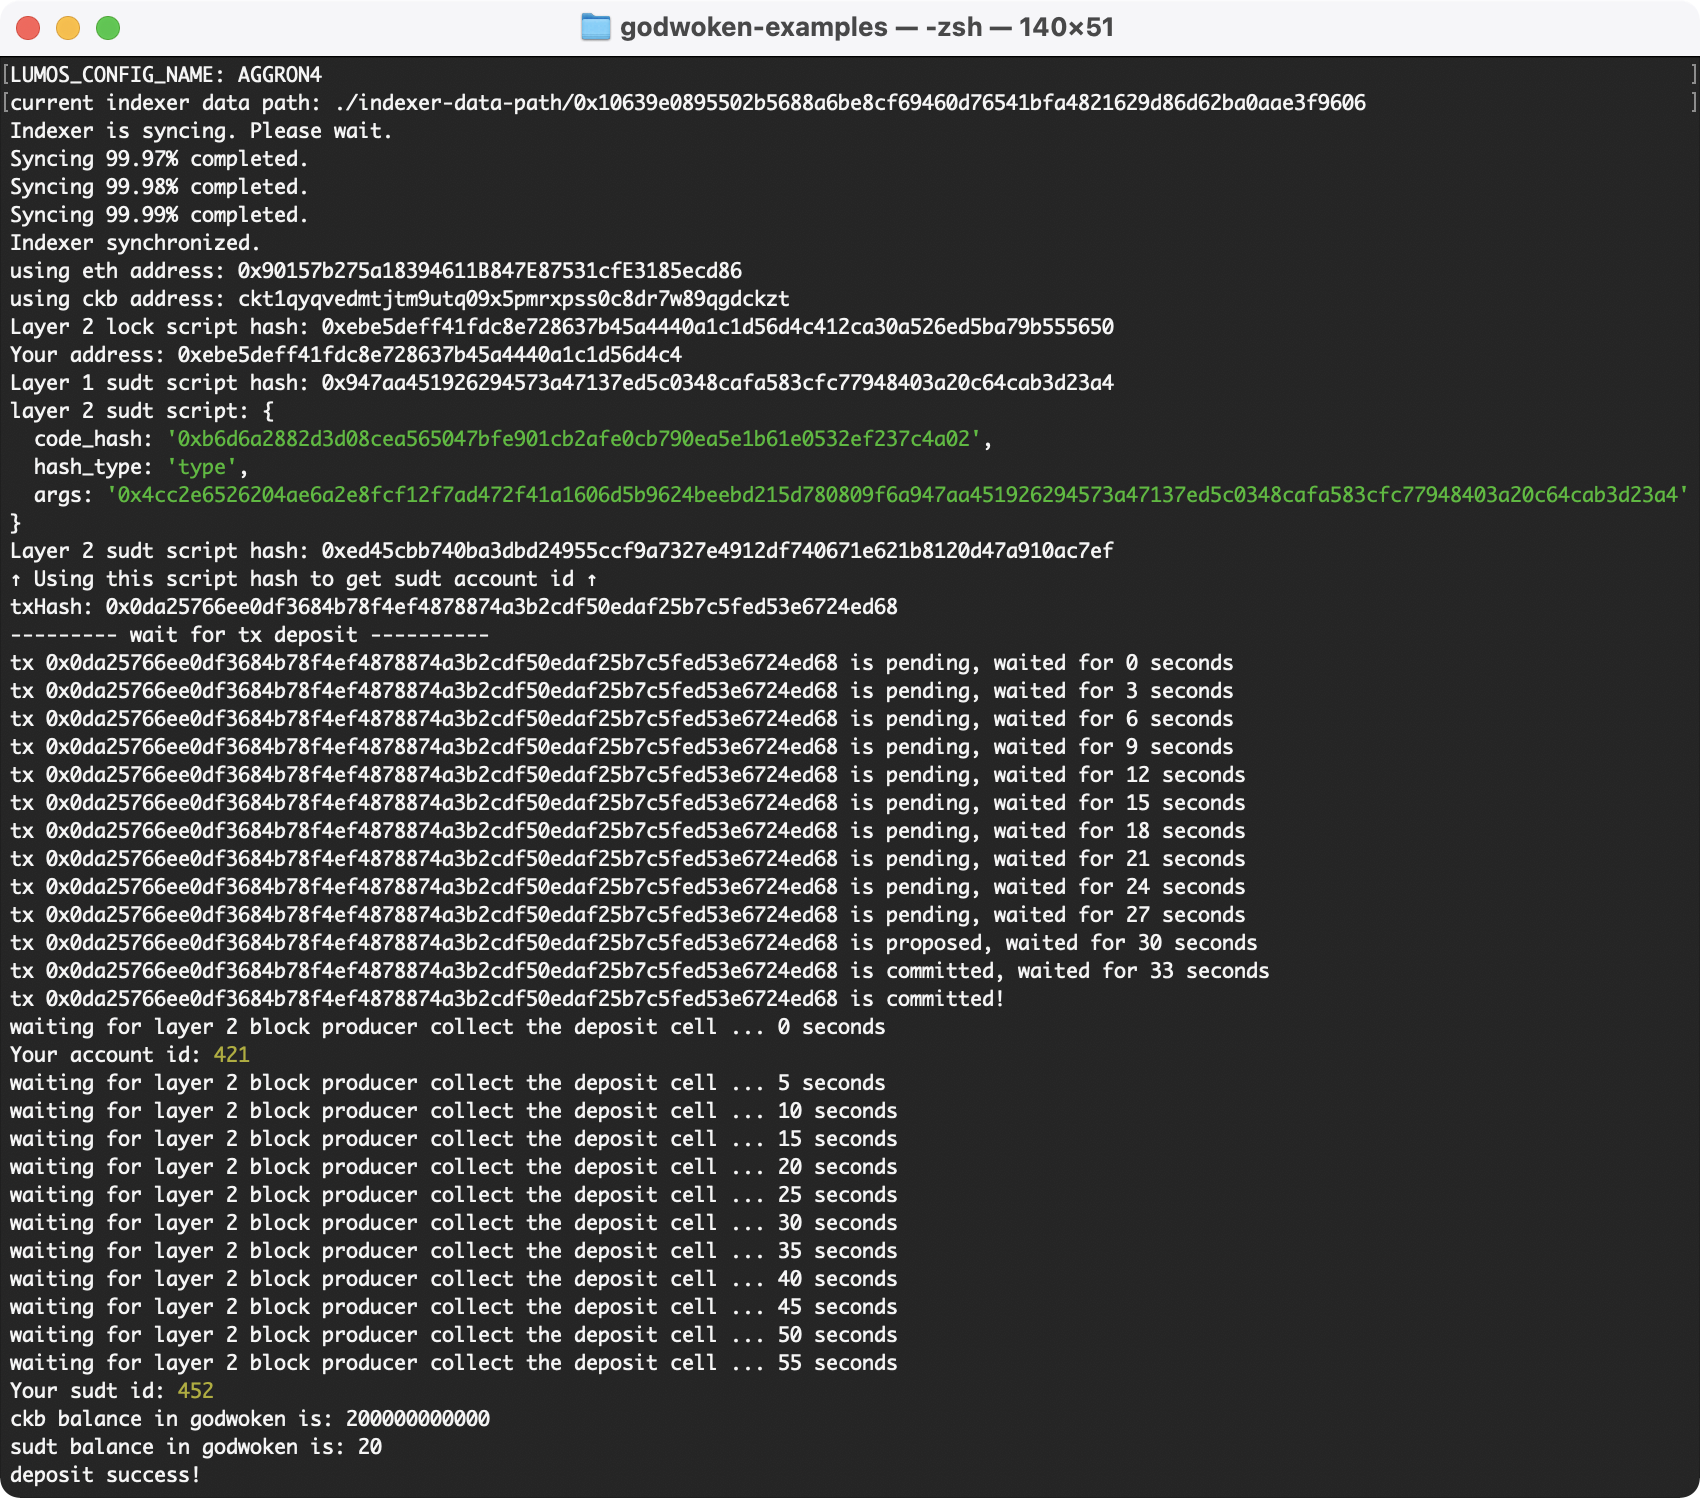 godwoken-examples — -zsh — 140×51
[LUMOS_CONFIG_NAME: AGGRON4 ]
[current indexer data path: ./indexer-data-path/0x10639e0895502b5688a6be8cf69460d76541bfa4821629d86d62ba0aae3f9606 ]
Indexer is syncing. Please wait.
Syncing 99.97% completed.
Syncing 99.98% completed.
Syncing 99.99% completed.
Indexer synchronized.
using eth address: 0x90157b275a18394611B847E87531cfE3185ecd86
using ckb address: ckt1qyqvedmtjtm9utq09x5pmrxpss0c8dr7w89qgdckzt
Layer 2 lock script hash: 0xebe5deff41fdc8e728637b45a4440a1c1d56d4c412ca30a526ed5ba79b555650
Your address: 0xebe5deff41fdc8e728637b45a4440a1c1d56d4c4
Layer 1 sudt script hash: 0x947aa451926294573a47137ed5c0348cafa583cfc77948403a20c64cab3d23a4
layer 2 sudt script: {
  code_hash: '0xb6d6a2882d3d08cea565047bfe901cb2afe0cb790ea5e1b61e0532ef237c4a02',
  hash_type: 'type',
  args: '0x4cc2e6526204ae6a2e8fcf12f7ad472f41a1606d5b9624beebd215d780809f6a947aa451926294573a47137ed5c0348cafa583cfc77948403a20c64cab3d23a4'
}
Layer 2 sudt script hash: 0xed45cbb740ba3dbd24955ccf9a7327e4912df740671e621b8120d47a910ac7ef
↑ Using this script hash to get sudt account id ↑
txHash: 0x0da25766ee0df3684b78f4ef4878874a3b2cdf50edaf25b7c5fed53e6724ed68
--------- wait for tx deposit ----------
tx 0x0da25766ee0df3684b78f4ef4878874a3b2cdf50edaf25b7c5fed53e6724ed68 is pending, waited for 0 seconds
tx 0x0da25766ee0df3684b78f4ef4878874a3b2cdf50edaf25b7c5fed53e6724ed68 is pending, waited for 3 seconds
tx 0x0da25766ee0df3684b78f4ef4878874a3b2cdf50edaf25b7c5fed53e6724ed68 is pending, waited for 6 seconds
tx 0x0da25766ee0df3684b78f4ef4878874a3b2cdf50edaf25b7c5fed53e6724ed68 is pending, waited for 9 seconds
tx 0x0da25766ee0df3684b78f4ef4878874a3b2cdf50edaf25b7c5fed53e6724ed68 is pending, waited for 12 seconds
tx 0x0da25766ee0df3684b78f4ef4878874a3b2cdf50edaf25b7c5fed53e6724ed68 is pending, waited for 15 seconds
tx 0x0da25766ee0df3684b78f4ef4878874a3b2cdf50edaf25b7c5fed53e6724ed68 is pending, waited for 18 seconds
tx 0x0da25766ee0df3684b78f4ef4878874a3b2cdf50edaf25b7c5fed53e6724ed68 is pending, waited for 21 seconds
tx 0x0da25766ee0df3684b78f4ef4878874a3b2cdf50edaf25b7c5fed53e6724ed68 is pending, waited for 24 seconds
tx 0x0da25766ee0df3684b78f4ef4878874a3b2cdf50edaf25b7c5fed53e6724ed68 is pending, waited for 27 seconds
tx 0x0da25766ee0df3684b78f4ef4878874a3b2cdf50edaf25b7c5fed53e6724ed68 is proposed, waited for 30 seconds
tx 0x0da25766ee0df3684b78f4ef4878874a3b2cdf50edaf25b7c5fed53e6724ed68 is committed, waited for 33 seconds
tx 0x0da25766ee0df3684b78f4ef4878874a3b2cdf50edaf25b7c5fed53e6724ed68 is committed!
waiting for layer 2 block producer collect the deposit cell ... 0 seconds
Your account id: 421
waiting for layer 2 block producer collect the deposit cell ... 5 seconds
waiting for layer 2 block producer collect the deposit cell ... 10 seconds
waiting for layer 2 block producer collect the deposit cell ... 15 seconds
waiting for layer 2 block producer collect the deposit cell ... 20 seconds
waiting for layer 2 block producer collect the deposit cell ... 25 seconds
waiting for layer 2 block producer collect the deposit cell ... 30 seconds
waiting for layer 2 block producer collect the deposit cell ... 35 seconds
waiting for layer 2 block producer collect the deposit cell ... 40 seconds
waiting for layer 2 block producer collect the deposit cell ... 45 seconds
waiting for layer 2 block producer collect the deposit cell ... 50 seconds
waiting for layer 2 block producer collect the deposit cell ... 55 seconds
Your sudt id: 452
ckb balance in godwoken is: 200000000000
sudt balance in godwoken is: 20
deposit success!